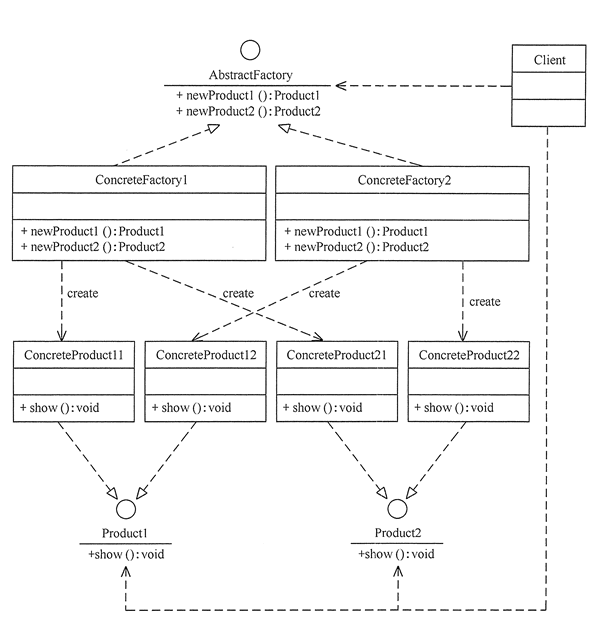 AbstractFactory
+ newProduct1 ():Product1
+ newProduct2 ():Product2
Client
ConcreteFactory1
+ newProduct1 ():Product1
+ newProduct2 ():Product2
ConcreteFactory2
+ newProduct1 ():Product1
+ newProduct2 ():Product2
create
create
create
create
ConcreteProduct11
+ show ():void
ConcreteProduct12
+ show ():void
ConcreteProduct21
+ show ():void
ConcreteProduct22
+ show ():void
Product1
+show ():void
Product2
+show ():void